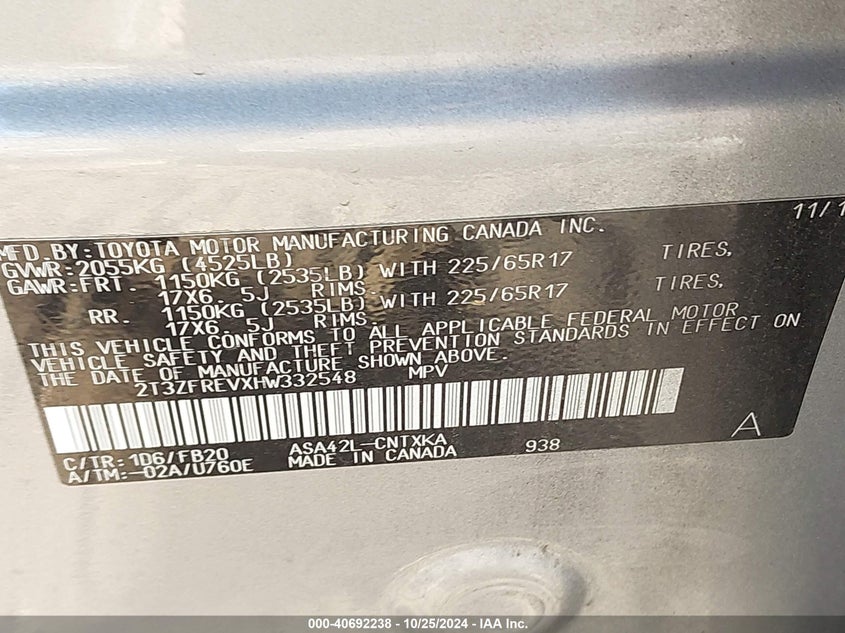 MFD. BY: TOYOTA MOTOR MANUFACTURING CANADA INC. 11/1
GVWR: 2055KG (4525LB)
GAWR: FRT. 1150KG (2535LB) WITH 225/65R17 TIRES,
17X6. 5J RIMS.
RR. 1150KG (2535LB) WITH 225/65R17 TIRES,
17X6. 5J RIMS.
THIS VEHICLE CONFORMS TO ALL APPLICABLE FEDERAL MOTOR
VEHICLE SAFETY AND THEFT PREVENTION STANDARDS IN EFFECT ON
THE DATE OF MANUFACTURE SHOWN ABOVE.
2T3ZFREVXHW332548 MPV
C/TR: 1D6/FB20 ASA42L-CNTXKA 938 A
A/TM: -02A/U760E MADE IN CANADA
000-40692238 - 10/25/2024 - IAA Inc.